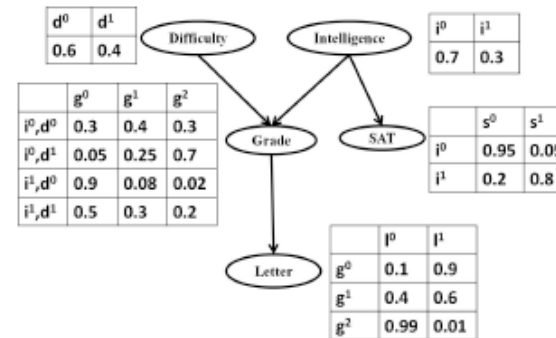 d⁰ d¹
0.6 0.4
Difficulty
Intelligence
i⁰ i¹
0.7 0.3
g⁰ g¹ g²
i⁰,d⁰ 0.3 0.4 0.3
i⁰,d¹ 0.05 0.25 0.7
i¹,d⁰ 0.9 0.08 0.02
i¹,d¹ 0.5 0.3 0.2
Grade
SAT
s⁰ s¹
i⁰ 0.95 0.05
i¹ 0.2 0.8
Letter
l⁰ l¹
g⁰ 0.1 0.9
g¹ 0.4 0.6
g² 0.99 0.01